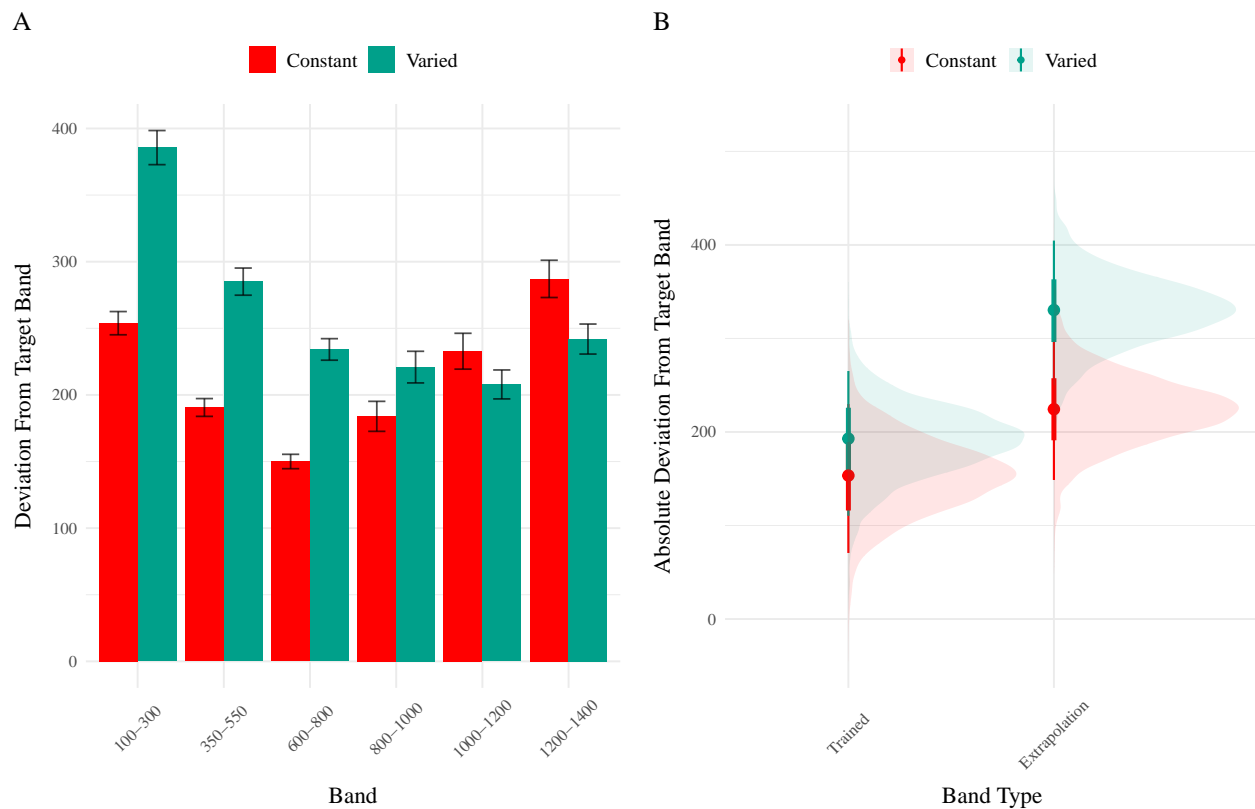 A
Constant
Varied
Deviation From Target Band
400
300
200
100
0
100–300
350–550
600–800
800–1000
1000–1200
1200–1400
Band
B
Constant
Varied
Absolute Deviation From Target Band
400
200
0
Trained
Extrapolation
Band Type